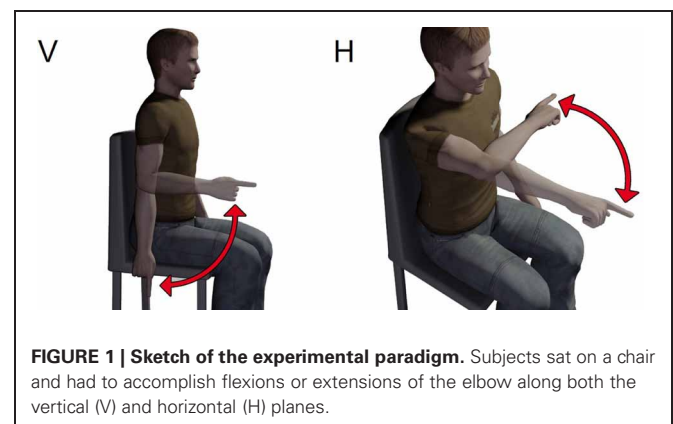 V
H
FIGURE 1 | Sketch of the experimental paradigm. Subjects sat on a chair
and had to accomplish flexions or extensions of the elbow along both the
vertical (V) and horizontal (H) planes.